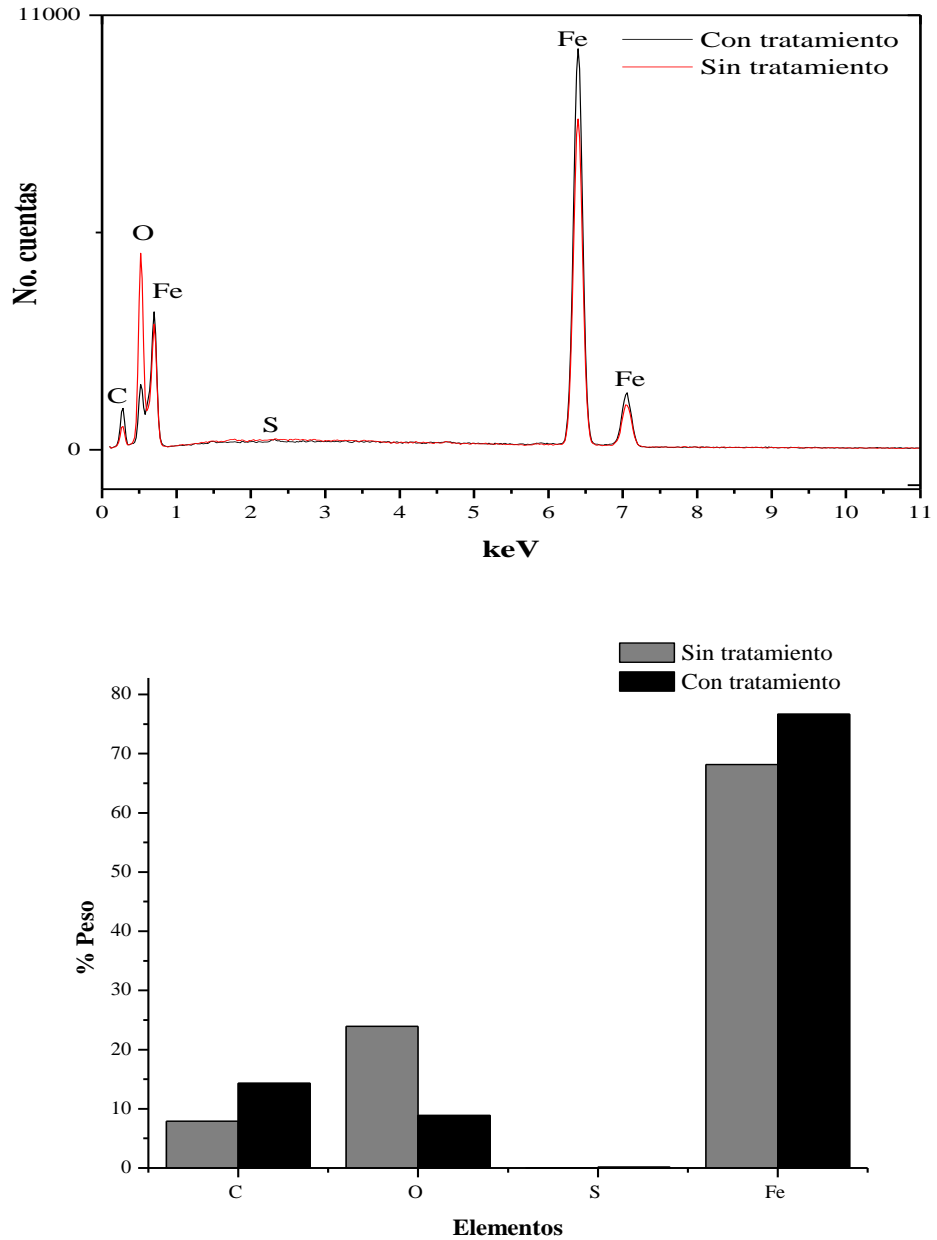 11000
Fe
Con tratamiento
Sin tratamiento
No. cuentas
O
Fe
C
S
Fe
0
0 1 2 3 4 5 6 7 8 9 10 11
keV
Sin tratamiento
Con tratamiento
80
70
60
50
40
30
20
10
0
% Peso
C O S Fe
Elementos